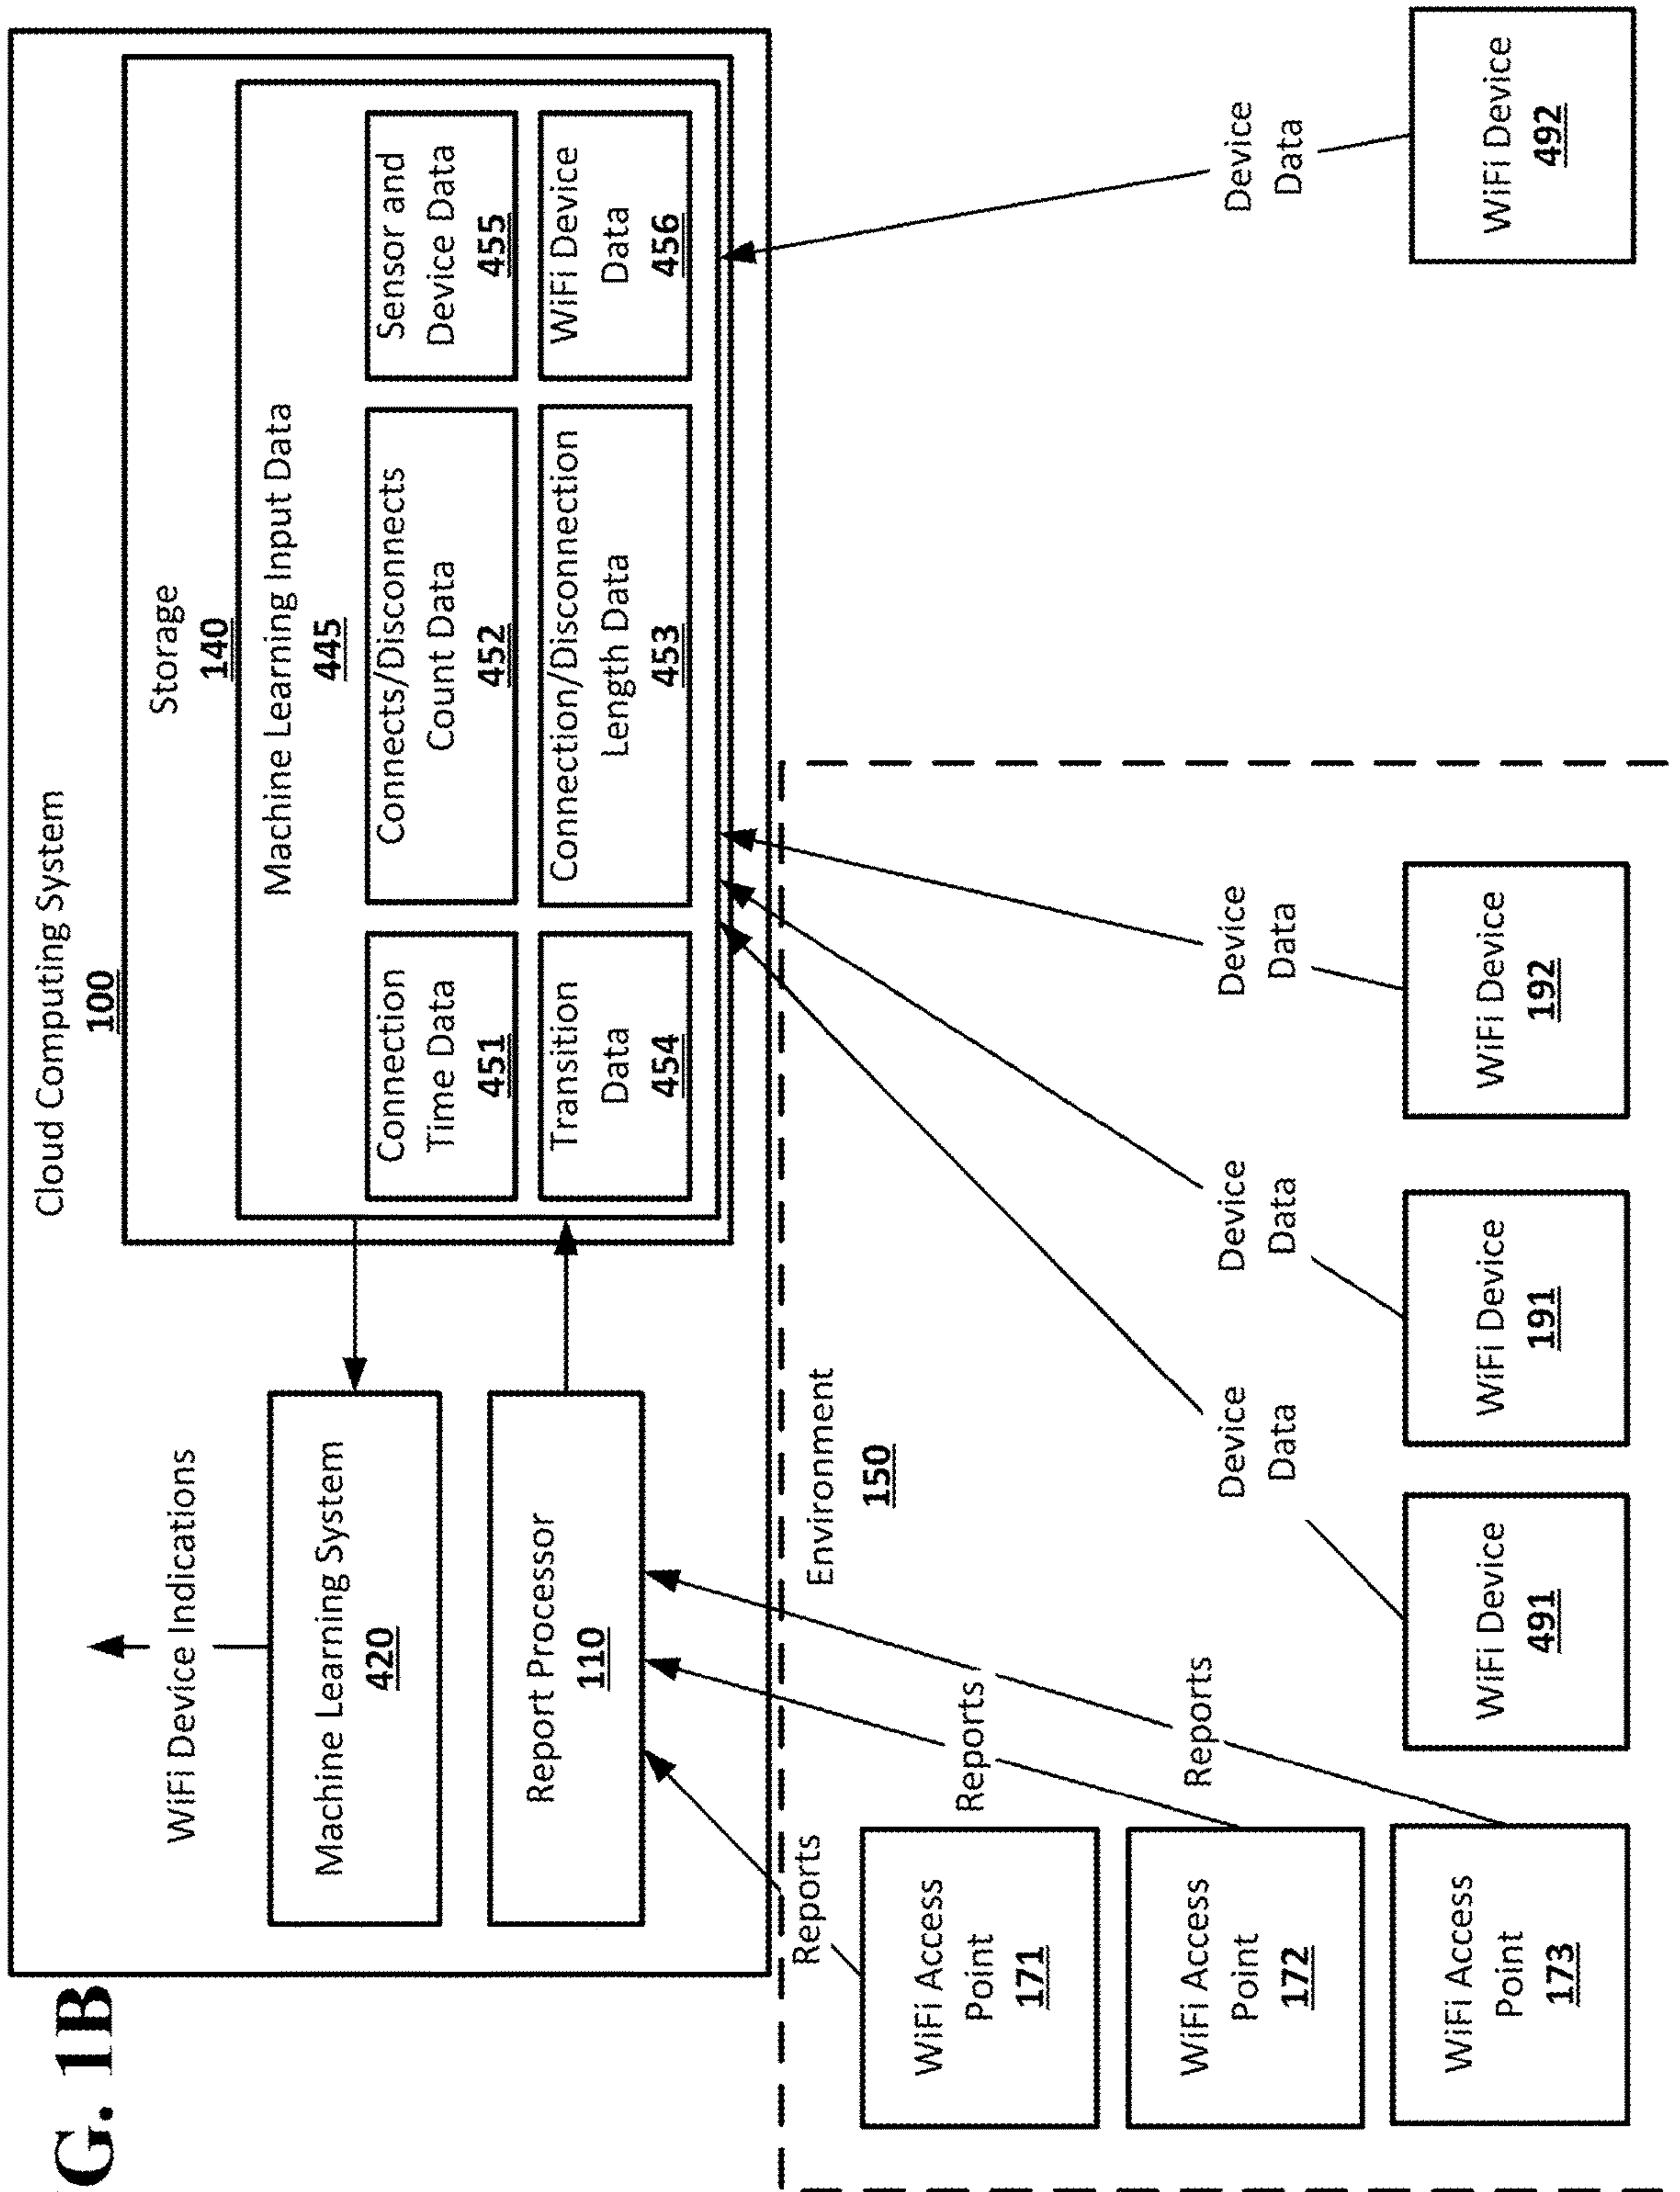 G. 1B
Cloud Computing System
100
WiFi Device Indications
Storage
140
Machine Learning System
420
Machine Learning Input Data
445
Connection
Time Data
451
Connects/Disconnects
Count Data
452
Sensor and
Device Data
455
Report Processor
110
Transition
Data
454
Connection/Disconnection
Length Data
453
WiFi Device
Data
456
Environment
150
Reports
Reports
Reports
Device
Data
Device
Data
Device
Data
Device
Data
WiFi Access
Point
171
WiFi Access
Point
172
WiFi Access
Point
173
WiFi Device
491
WiFi Device
191
WiFi Device
192
WiFi Device
492